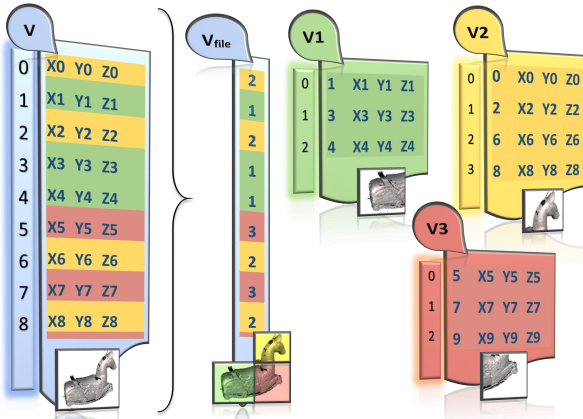 V
0 X0 Y0 Z0
1 X1 Y1 Z1
2 X2 Y2 Z2
3 X3 Y3 Z3
4 X4 Y4 Z4
5 X5 Y5 Z5
6 X6 Y6 Z6
7 X7 Y7 Z7
8 X8 Y8 Z8
Vfile
2
1
2
1
1
3
2
3
2
V1
0 1 X1 Y1 Z1
1 3 X3 Y3 Z3
2 4 X4 Y4 Z4
V2
0 0 X0 Y0 Z0
1 2 X2 Y2 Z2
2 6 X6 Y6 Z6
3 8 X8 Y8 Z8
V3
0 5 X5 Y5 Z5
1 7 X7 Y7 Z7
2 9 X9 Y9 Z9